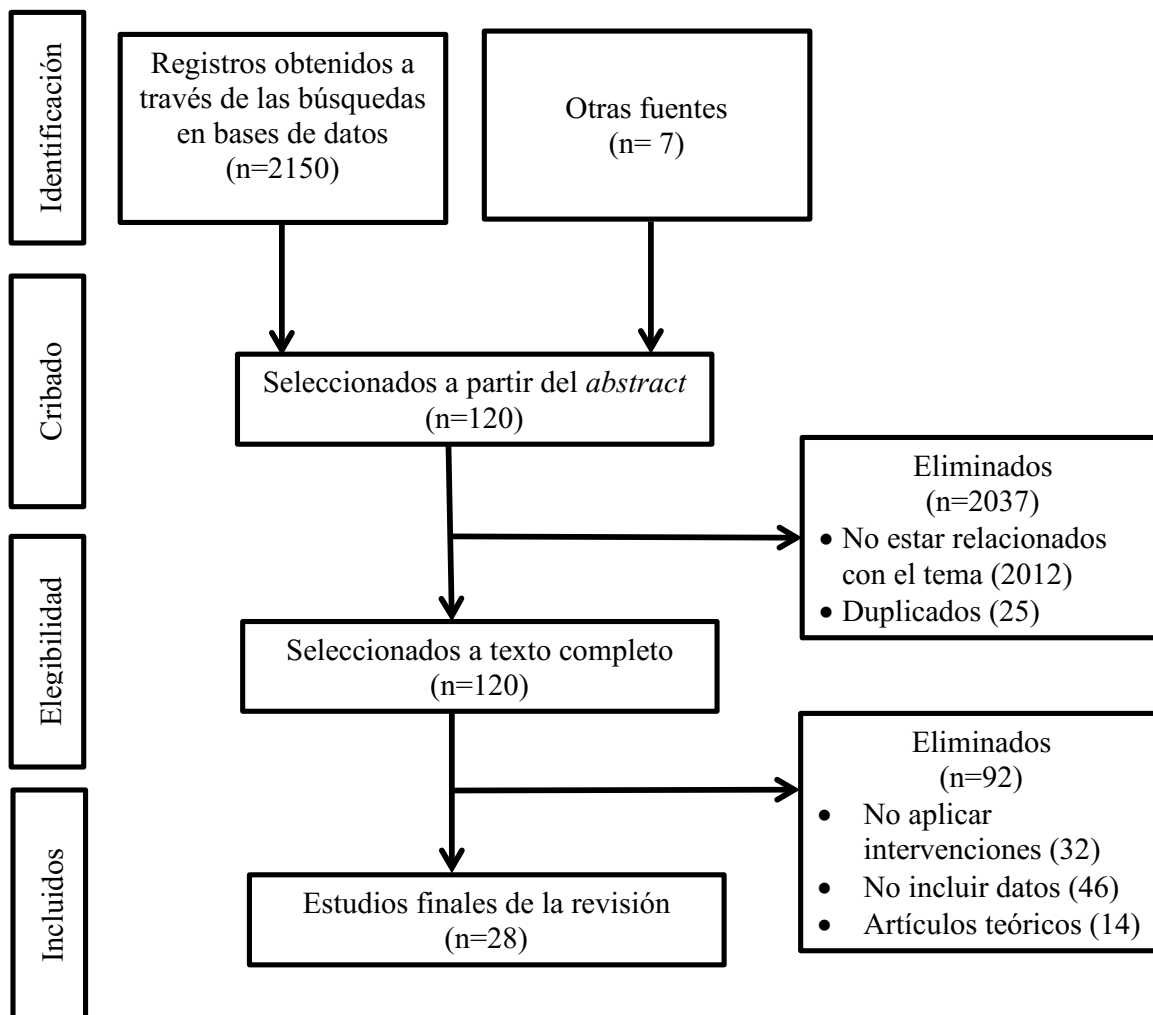 Identificación
Registros obtenidos a
través de las búsquedas
en bases de datos
(n=2150)
Otras fuentes
(n= 7)
Cribado
Seleccionados a partir del abstract
(n=120)
Eliminados
(n=2037)
• No estar relacionados
con el tema (2012)
• Duplicados (25)
Elegibilidad
Seleccionados a texto completo
(n=120)
Eliminados
(n=92)
• No aplicar
intervenciones (32)
• No incluir datos (46)
• Artículos teóricos (14)
Incluidos
Estudios finales de la revisión
(n=28)